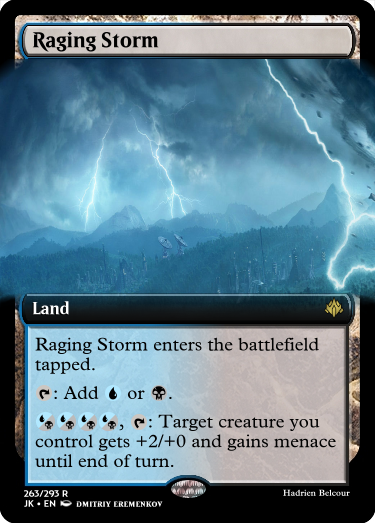 Raging Storm
Land
Raging Storm enters the battlefield
tapped.
: Add or .
, : Target creature you
control gets +2/+0 and gains menace
until end of turn.
263/293 R
JK • EN DMITRIY EREMENKOV
Hadrien Belcour